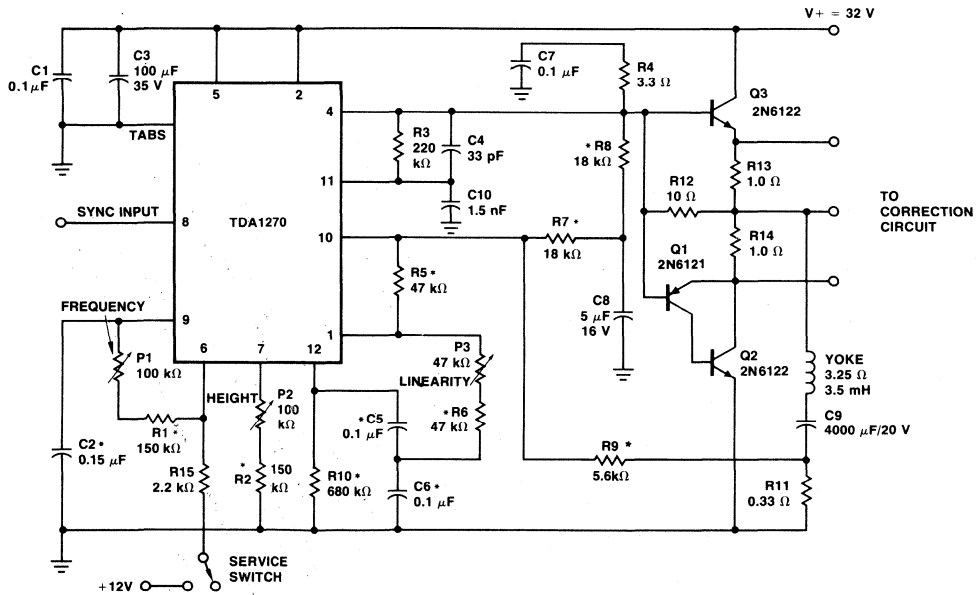 V+ = 32 V
C1
0.1 μF
C3
100 μF
35 V
5
2
TABS
C7
0.1 μF
R4
3.3 Ω
4
Q3
2N6122
R3
220
kΩ
C4
33 pF
* R8
18 kΩ
R13
1.0 Ω
11
C10
1.5 nF
R12
10 Ω
TO
CORRECTION
CIRCUIT
SYNC INPUT
8
TDA1270
10
R7 *
18 kΩ
R14
1.0 Ω
Q1
2N6121
R5 *
47 kΩ
FREQUENCY
9
C8
5 μF
16 V
1
P1
100 kΩ
6
7
12
P3
47 kΩ
LINEARITY
Q2
2N6122
YOKE
3.25 Ω
3.5 mH
HEIGHT
P2
100
kΩ
* C5
0.1 μF
* R6
47 kΩ
C9
4000 μF/20 V
R1 *
150 kΩ
C2 *
0.15 μF
R15
2.2 kΩ
*
R2
150
kΩ
R10 *
680 kΩ
C6 *
0.1 μF
R9 *
5.6kΩ
R11
0.33 Ω
SERVICE
SWITCH
+12V